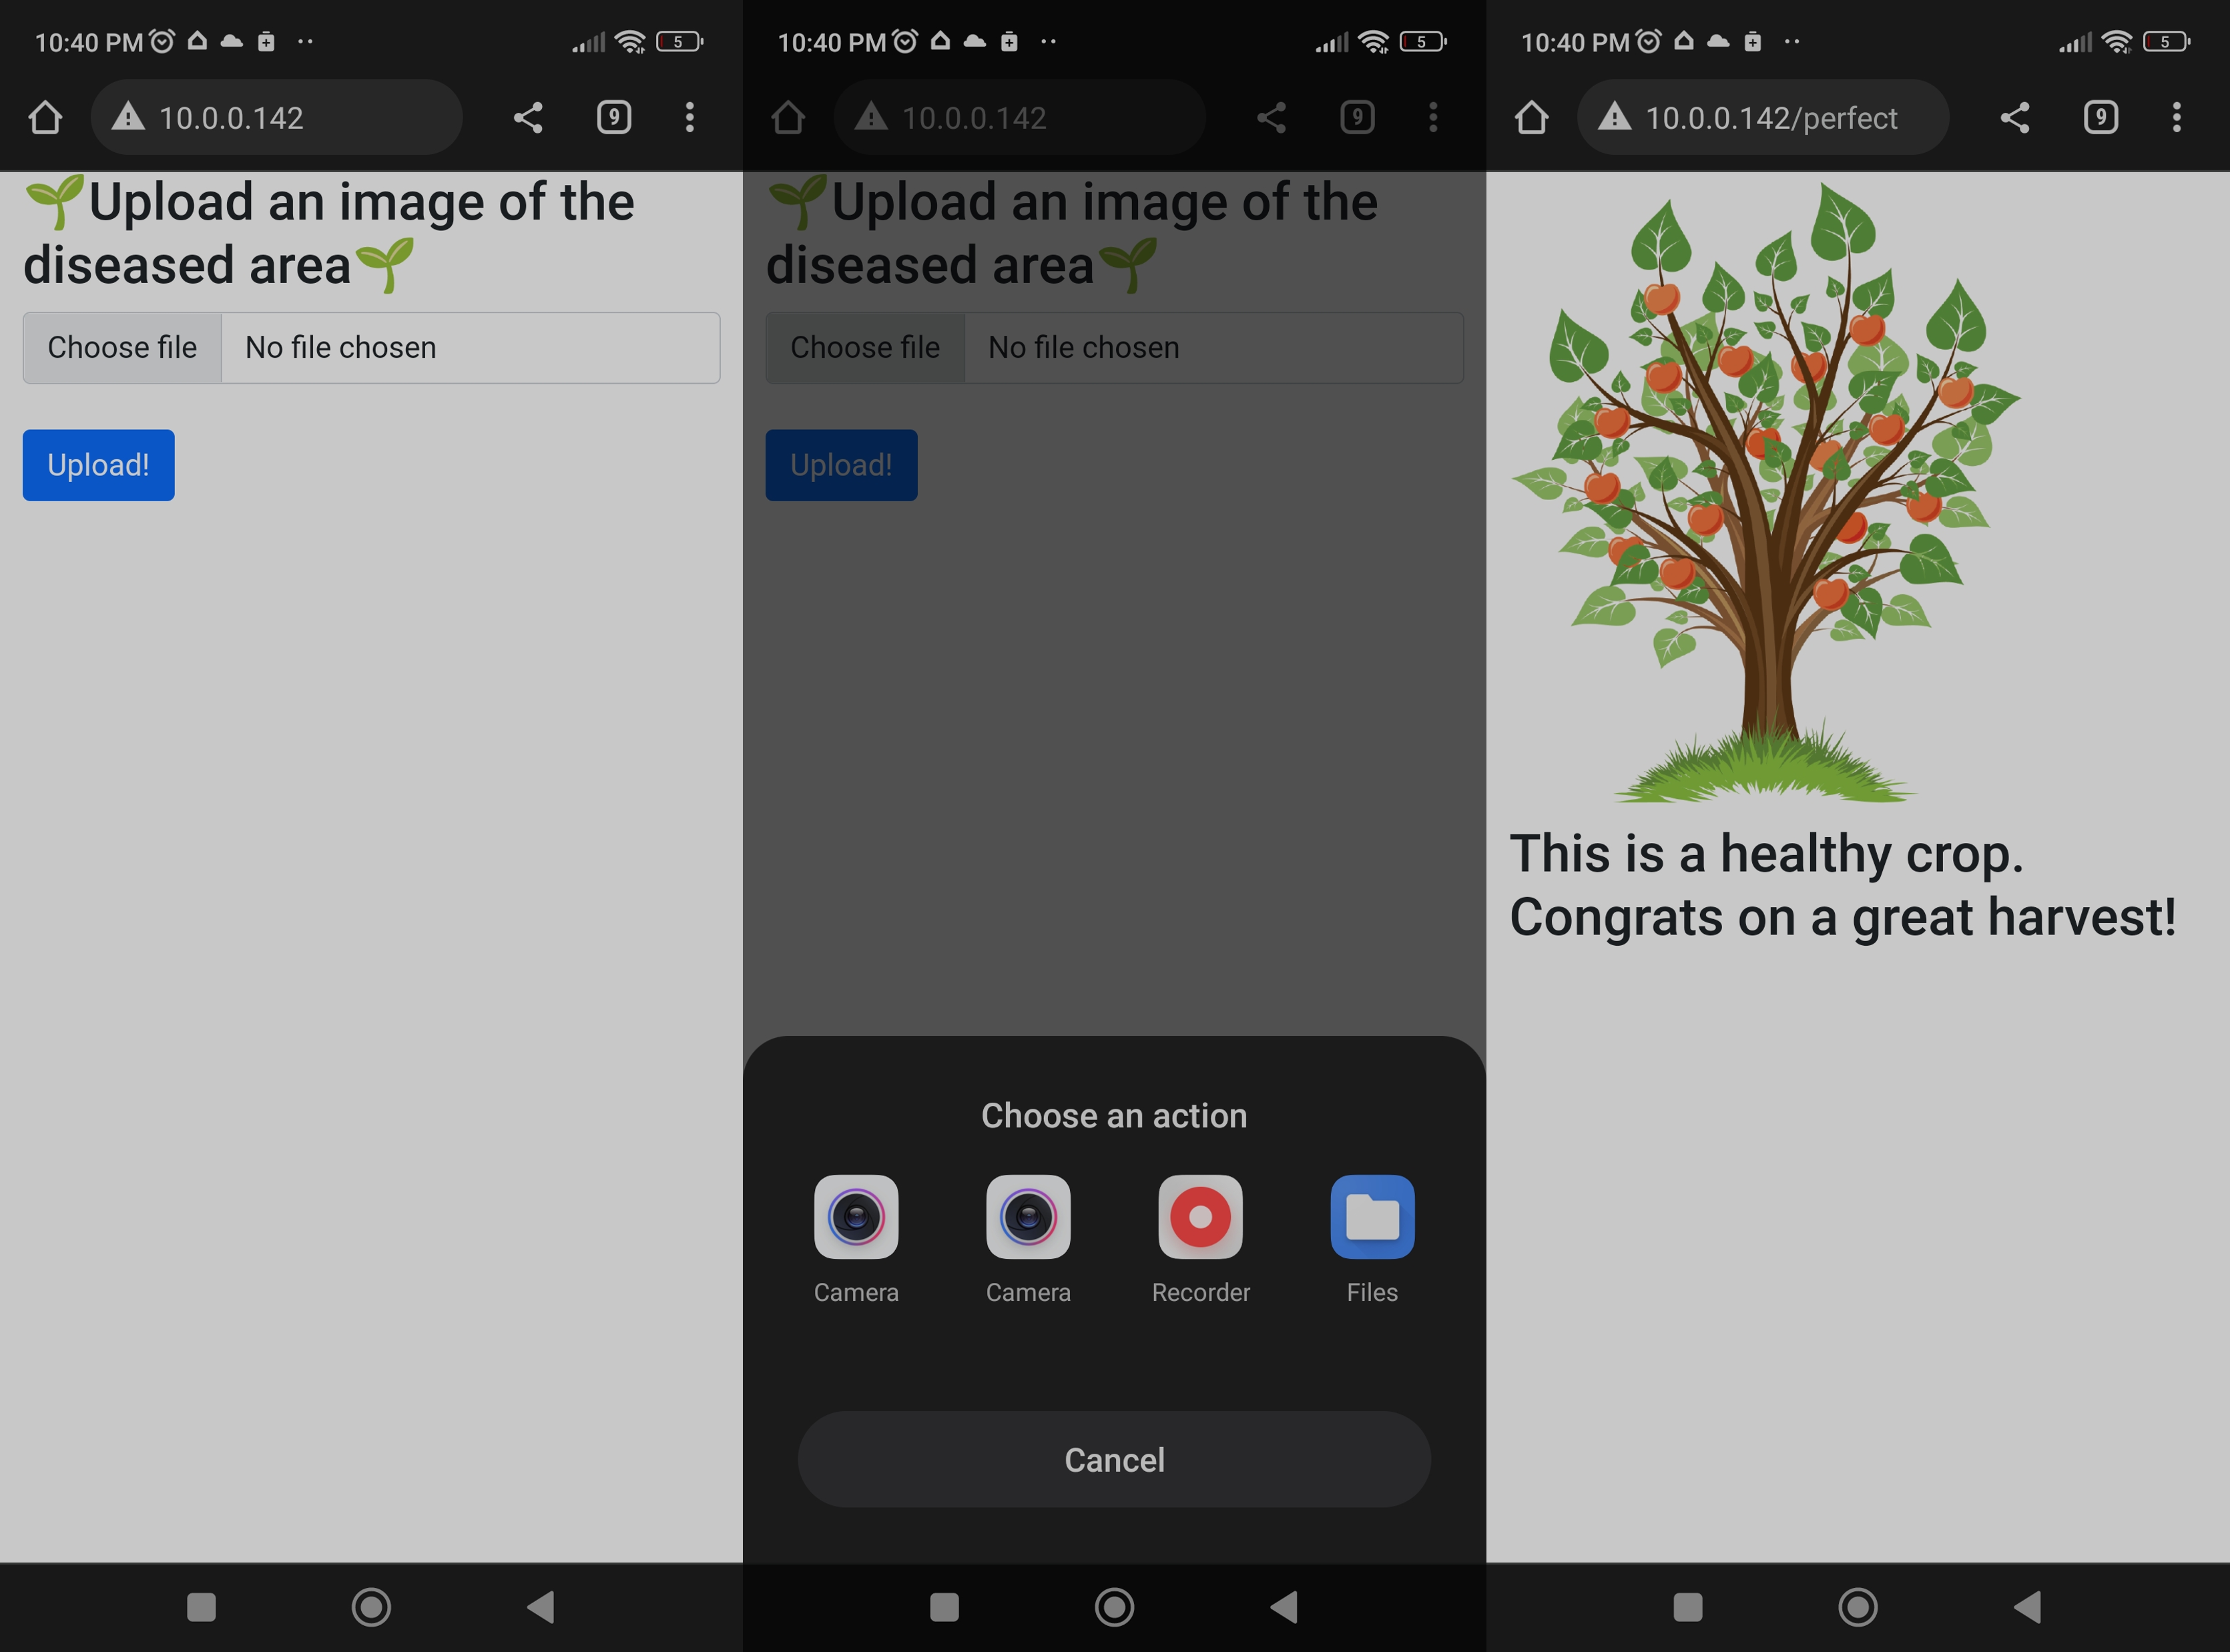 10:40 PM
5
10.0.0.142
9
🌱Upload an image of the
diseased area🌱
Choose file No file chosen
Upload!
10:40 PM
5
10.0.0.142
9
🌱Upload an image of the
diseased area🌱
Choose file No file chosen
Upload!
Choose an action
Camera Camera Recorder Files
Cancel
10:40 PM
5
10.0.0.142/perfect
9
This is a healthy crop.
Congrats on a great harvest!